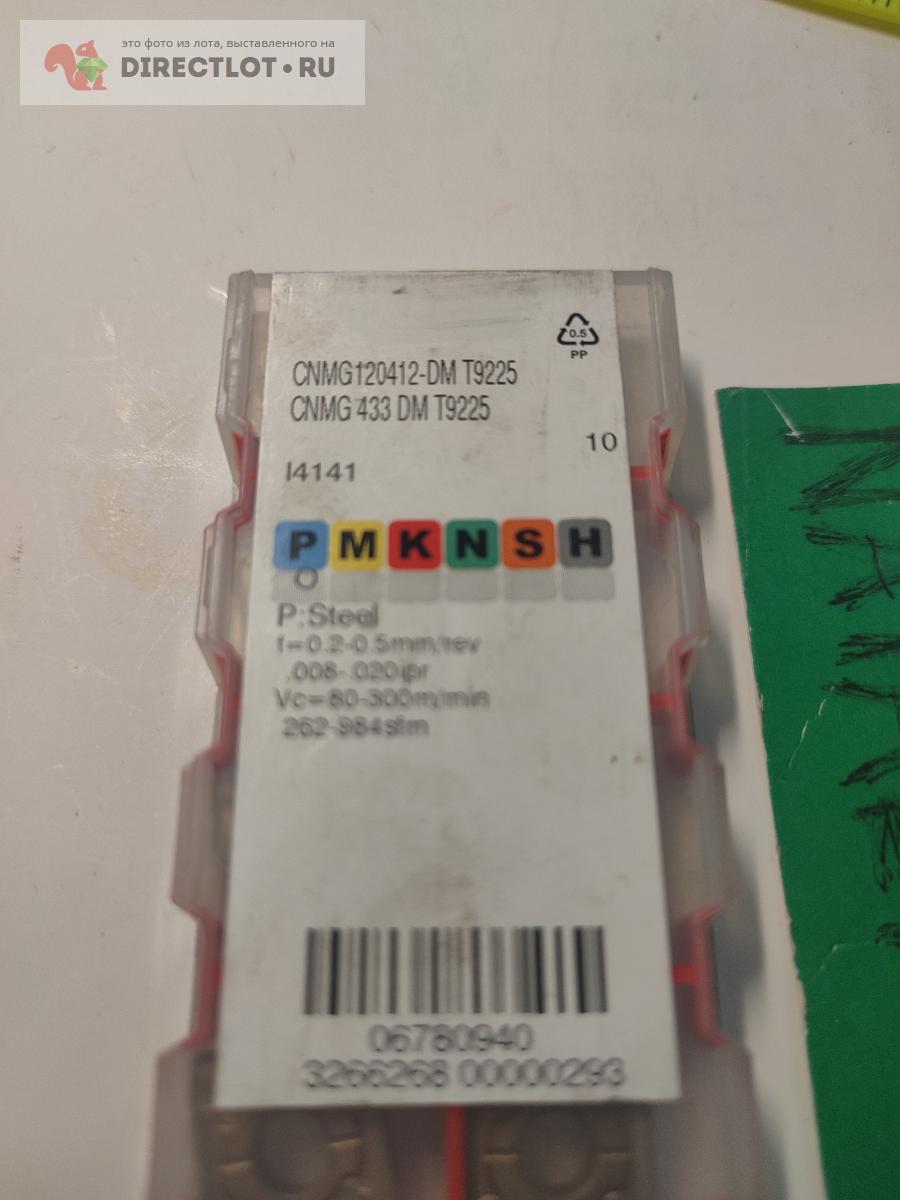 это фото из лота, выставленного на
DIRECTLOT•RU
0.5
PP
CNMG120412-DM T9225
CNMG 433 DM T9225
10
I4141
P M K N S H
O
P:Steel
f=0.2-0.5mm/rev
.008-.020ipr
Vc=80-300m/min
262-984sfm
06780940
3266268 00000293